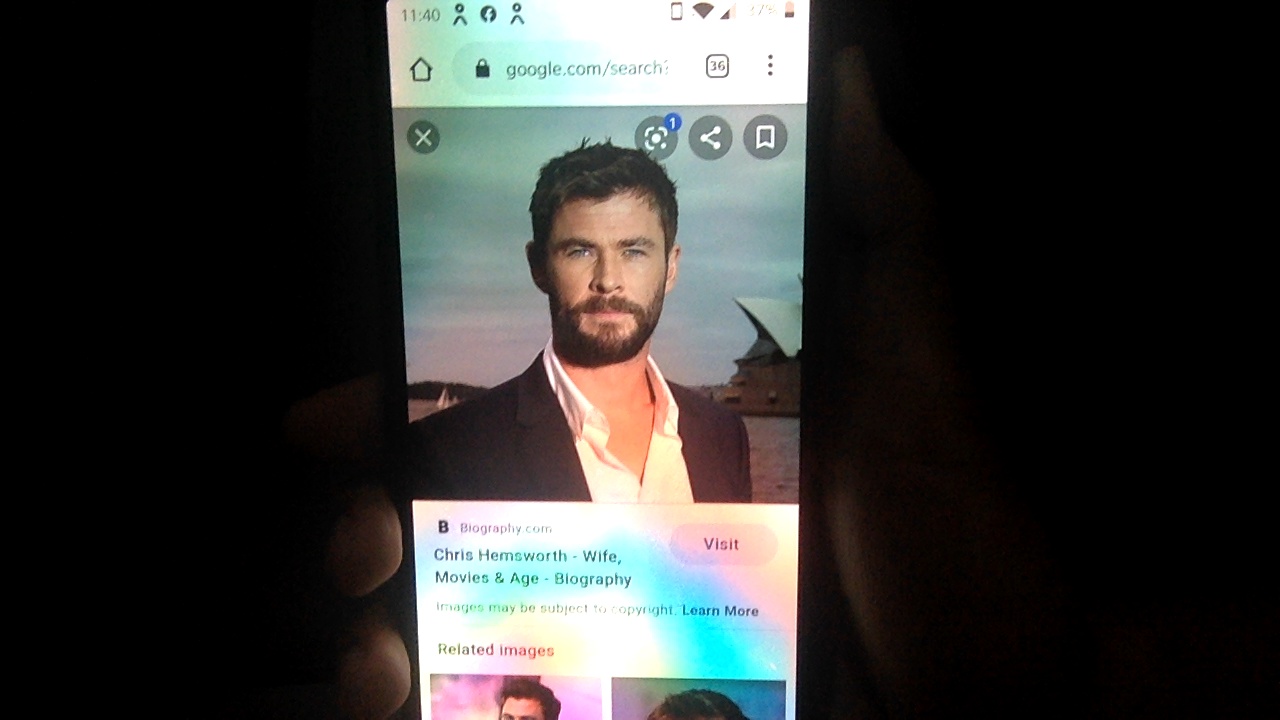 11:40 37%
google.com/search?
36
1
B Biography.com
Visit
Chris Hemsworth - Wife,
Movies & Age - Biography
Images may be subject to copyright. Learn More
Related images